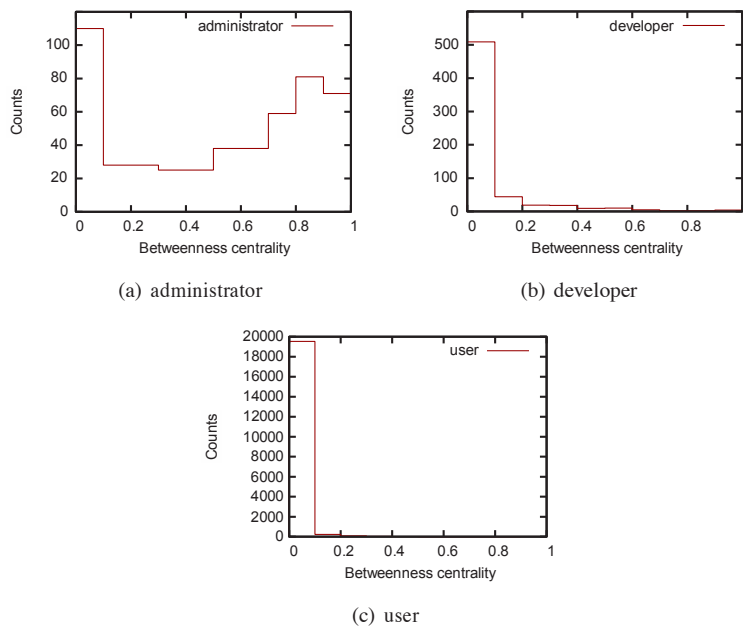 administrator
Counts
100
80
60
40
20
0
0 0.2 0.4 0.6 0.8 1
Betweenness centrality
(a) administrator
developer
Counts
500
400
300
200
100
0
0 0.2 0.4 0.6 0.8
Betweenness centrality
(b) developer
user
Counts
20000
18000
16000
14000
12000
10000
8000
6000
4000
2000
0
0 0.2 0.4 0.6 0.8 1
Betweenness centrality
(c) user